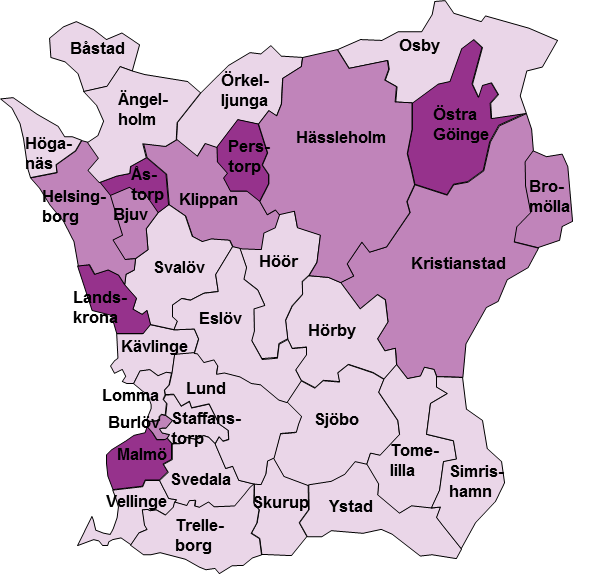 Båstad
Osby
Örkel-
ljunga
Ängel-
holm
Östra
Göinge
Hässleholm
Höga-
näs
Pers-
torp
Ås-
torp
Bro-
mölla
Helsing-
borg
Klippan
Bjuv
Höör
Kristianstad
Svalöv
Lands-
krona
Eslöv
Hörby
Kävlinge
Lund
Lomma
Burlöv
Staffans-
torp
Sjöbo
Malmö
Tome-
lilla
Simris-
hamn
Svedala
Vellinge
Skurup
Ystad
Trelle-
borg